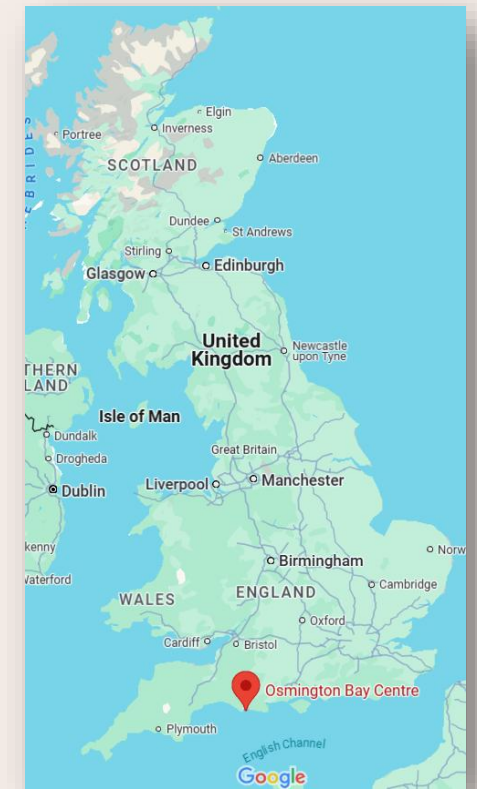 Elgin
Inverness
Portree
EBRIDES
SCOTLAND
Aberdeen
Dundee
St Andrews
Stirling
Glasgow
Edinburgh
United
Kingdom
Newcastle
upon Tyne
THERN
LAND
Isle of Man
Dundalk
Drogheda
Great Britain
Liverpool
Manchester
Dublin
kenny
Waterford
Birmingham
Norw
Cambridge
WALES
ENGLAND
Oxford
Cardiff
Bristol
Osmington Bay Centre
Plymouth
English Channel
Google